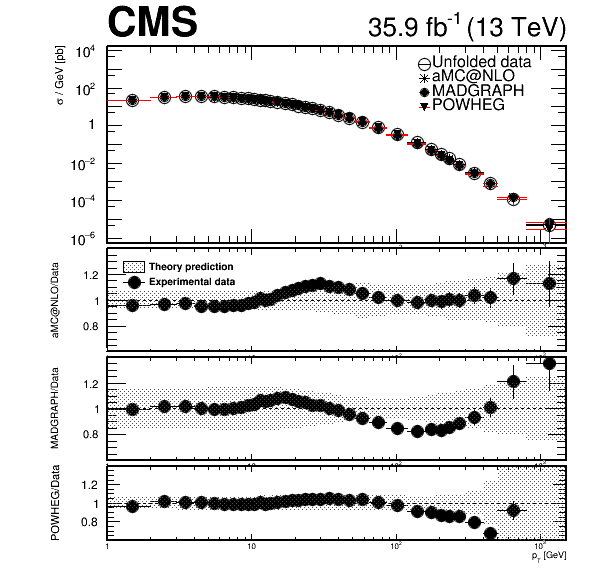 CMS 35.9 fb⁻¹ (13 TeV)
σ / GeV [pb]
10⁴
10²
1
10⁻²
10⁻⁴
10⁻⁶
Unfolded data
aMC@NLO
MADGRAPH
POWHEG
aMC@NLO/Data
1.2
1
0.8
Theory prediction
Experimental data
MADGRAPH/Data
1.2
1
0.8
POWHEG/Data
1.2
1
0.8
1 10 10² 10³
p_T [GeV]